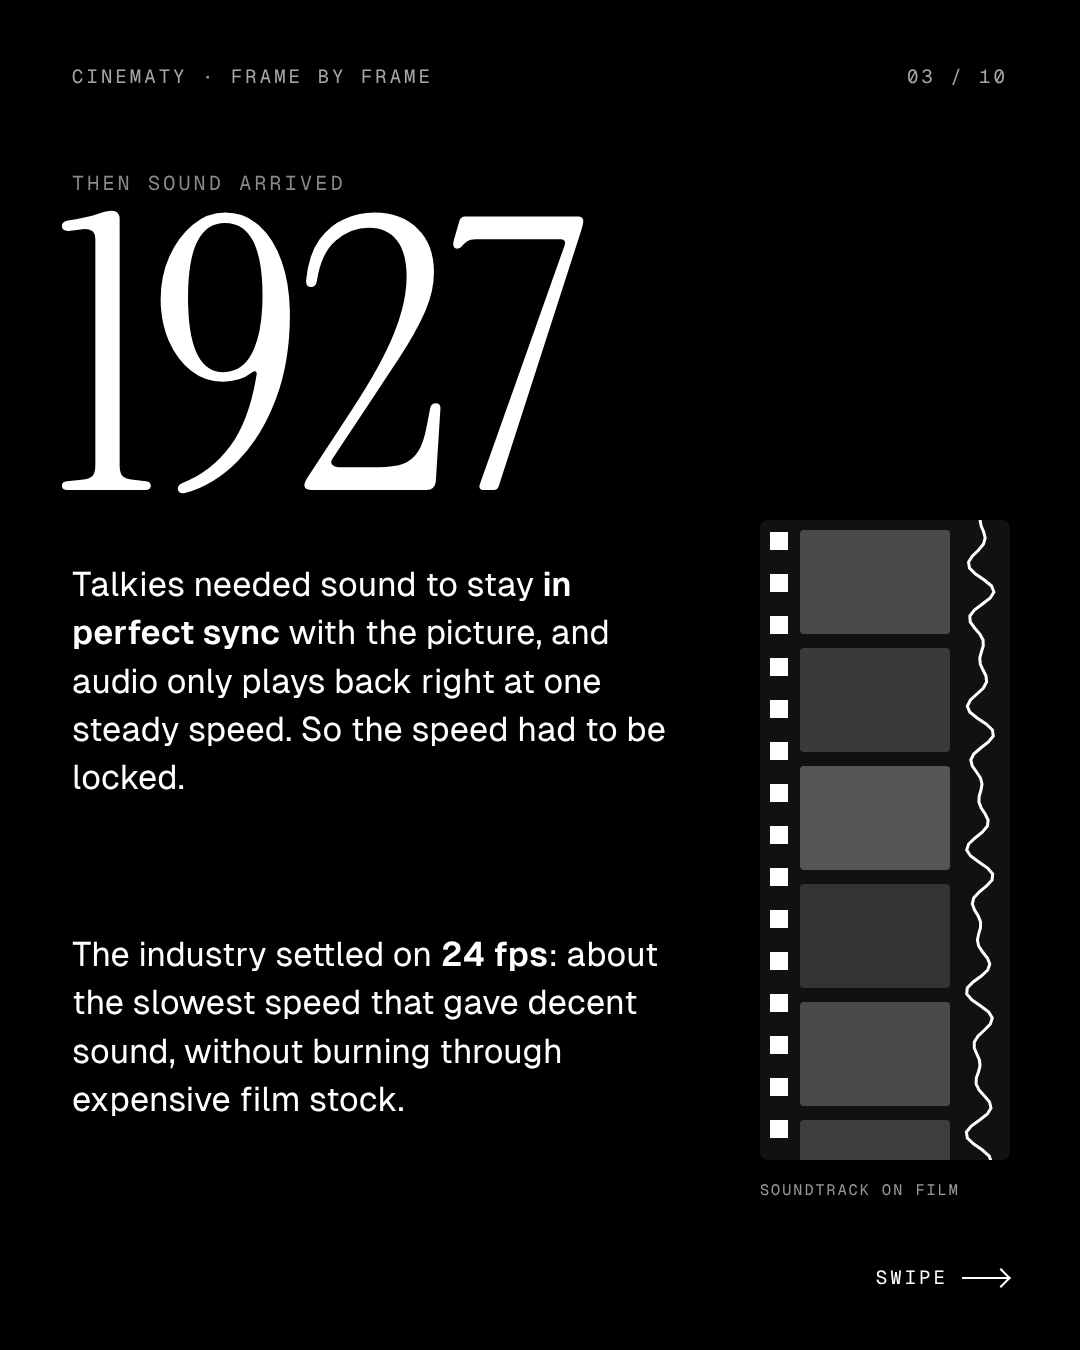 CINEMATY · FRAME BY FRAME
03 / 10
THEN SOUND ARRIVED
1927
Talkies needed sound to stay in
perfect sync with the picture, and
audio only plays back right at one
steady speed. So the speed had to be
locked.
The industry settled on 24 fps: about
the slowest speed that gave decent
sound, without burning through
expensive film stock.
SOUNDTRACK ON FILM
SWIPE